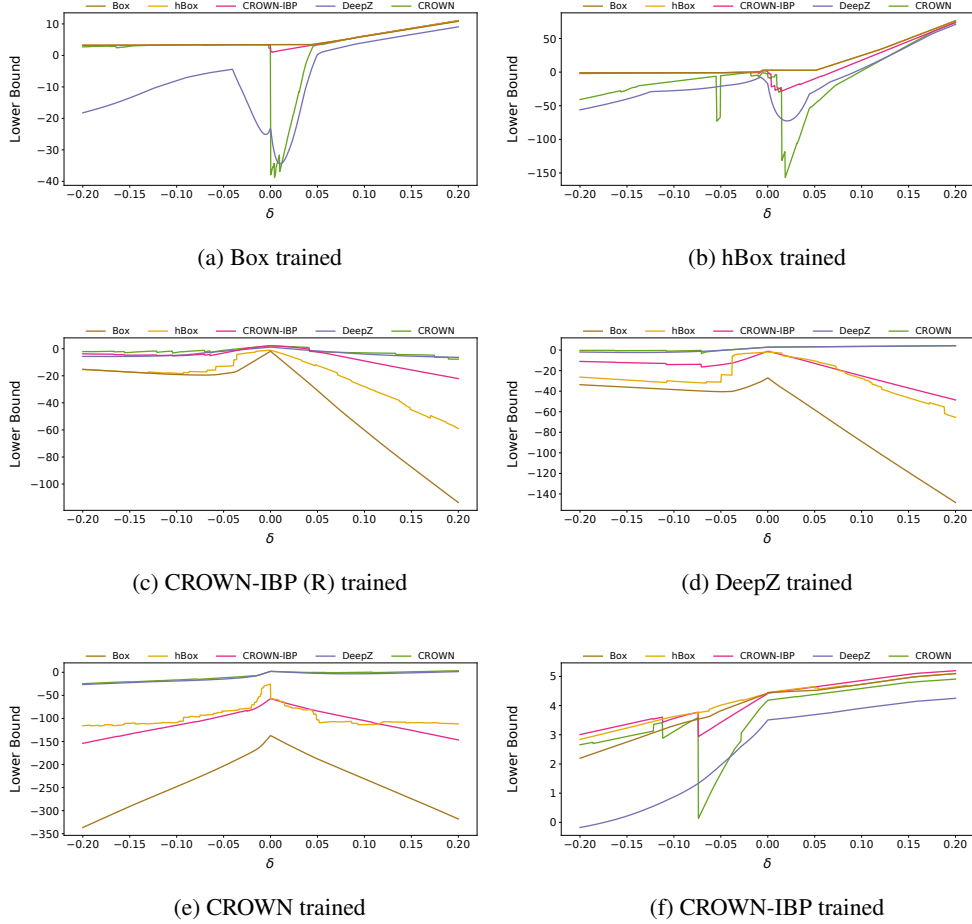 Box hBox CROWN-IBP DeepZ CROWN
10
0
−10
−20
−30
−40
Lower Bound
−0.20 −0.15 −0.10 −0.05 0.00 0.05 0.10 0.15 0.20
δ
(a) Box trained
Box hBox CROWN-IBP DeepZ CROWN
50
0
−50
−100
−150
Lower Bound
−0.20 −0.15 −0.10 −0.05 0.00 0.05 0.10 0.15 0.20
δ
(b) hBox trained
Box hBox CROWN-IBP DeepZ CROWN
0
−20
−40
−60
−80
−100
Lower Bound
−0.20 −0.15 −0.10 −0.05 0.00 0.05 0.10 0.15 0.20
δ
(c) CROWN-IBP (R) trained
Box hBox CROWN-IBP DeepZ CROWN
0
−20
−40
−60
−80
−100
−120
−140
Lower Bound
−0.20 −0.15 −0.10 −0.05 0.00 0.05 0.10 0.15 0.20
δ
(d) DeepZ trained
Box hBox CROWN-IBP DeepZ CROWN
0
−50
−100
−150
−200
−250
−300
−350
Lower Bound
−0.20 −0.15 −0.10 −0.05 0.00 0.05 0.10 0.15 0.20
δ
(e) CROWN trained
Box hBox CROWN-IBP DeepZ CROWN
5
4
3
2
1
0
Lower Bound
−0.20 −0.15 −0.10 −0.05 0.00 0.05 0.10 0.15 0.20
δ
(f) CROWN-IBP trained